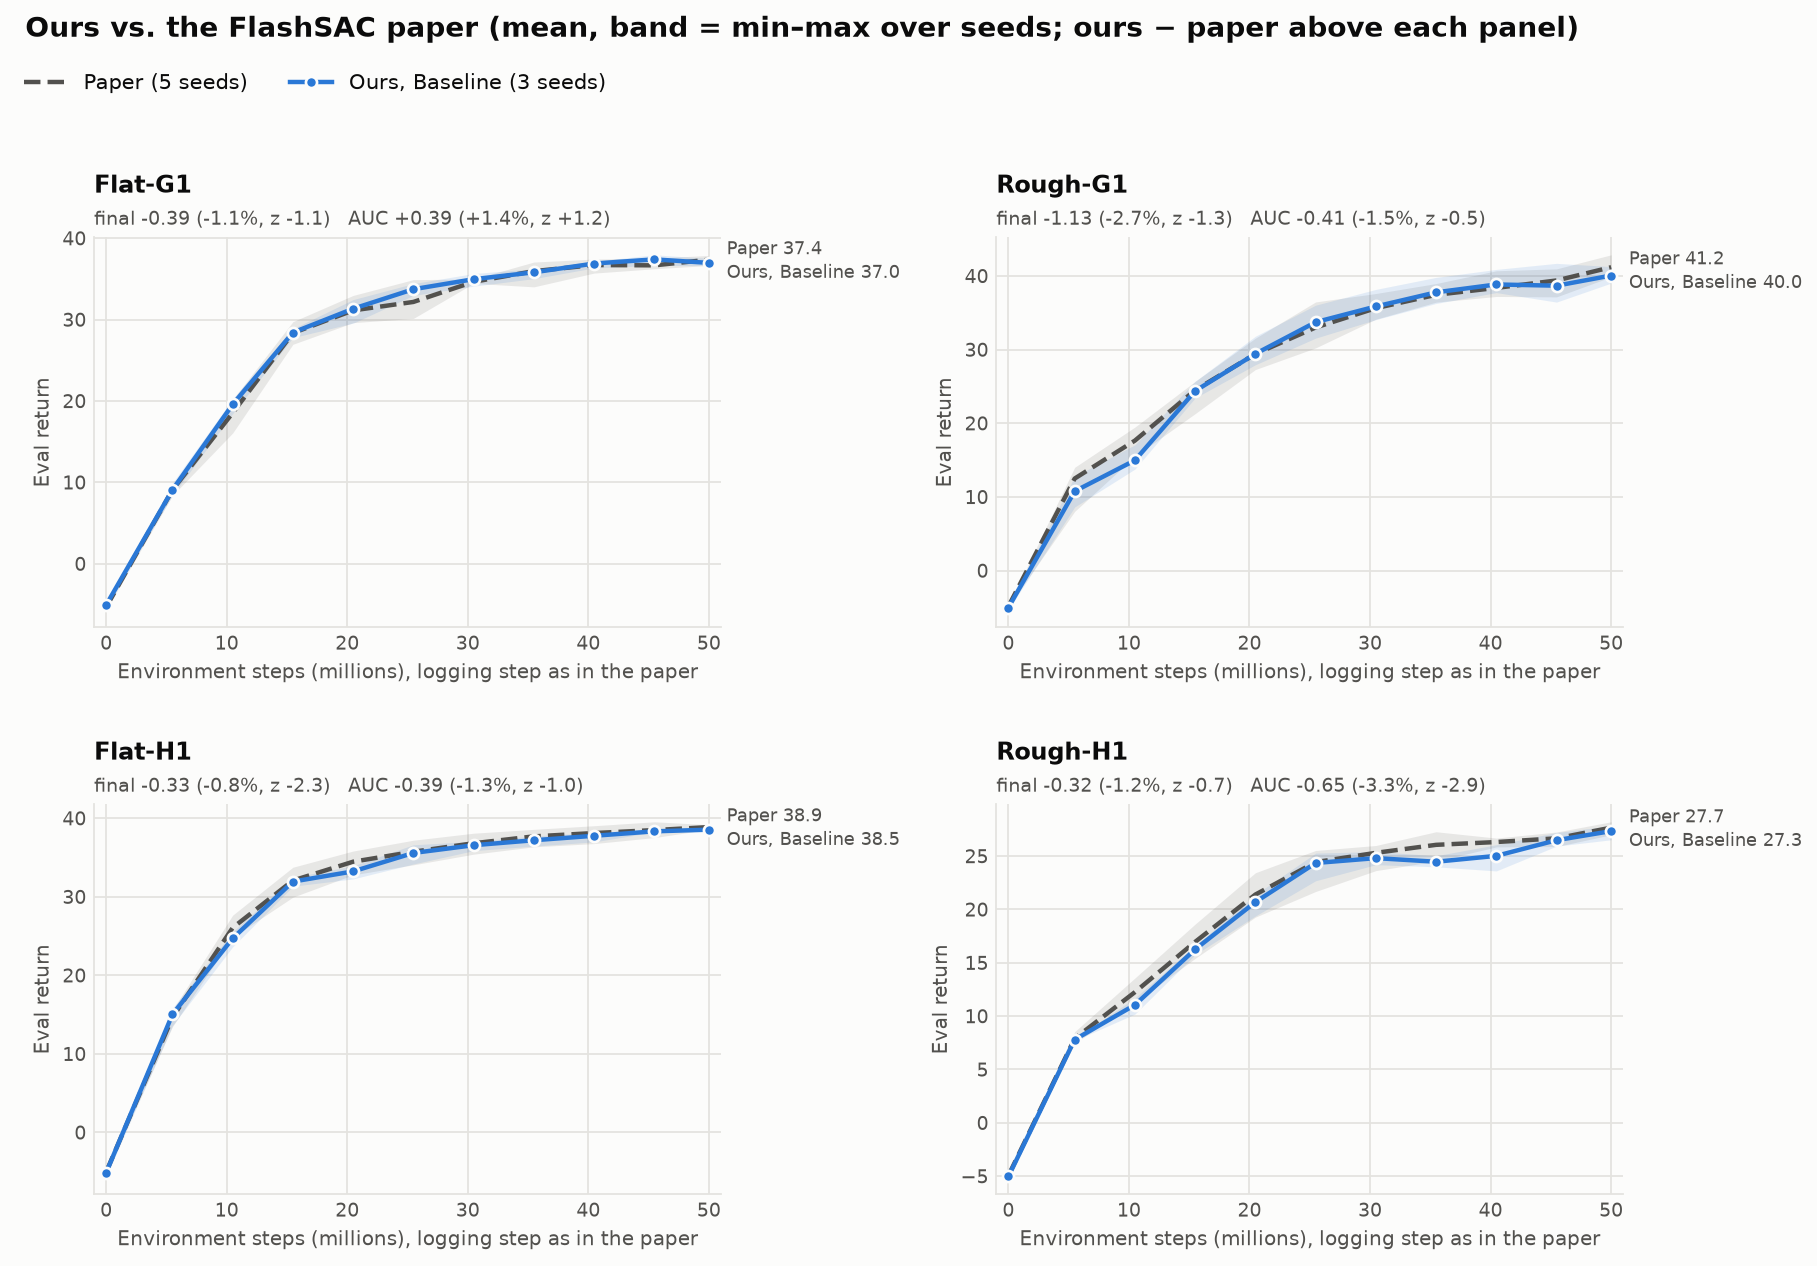 Ours vs. the FlashSAC paper (mean, band = min–max over seeds; ours − paper above each panel)
Paper (5 seeds)
Ours, Baseline (3 seeds)
Flat-G1
final -0.39 (-1.1%, z -1.1)   AUC +0.39 (+1.4%, z +1.2)
40
30
20
10
0
Eval return
Paper 37.4
Ours, Baseline 37.0
0 10 20 30 40 50
Environment steps (millions), logging step as in the paper
Rough-G1
final -1.13 (-2.7%, z -1.3)   AUC -0.41 (-1.5%, z -0.5)
40
30
20
10
0
Eval return
Paper 41.2
Ours, Baseline 40.0
0 10 20 30 40 50
Environment steps (millions), logging step as in the paper
Flat-H1
final -0.33 (-0.8%, z -2.3)   AUC -0.39 (-1.3%, z -1.0)
40
30
20
10
0
Eval return
Paper 38.9
Ours, Baseline 38.5
0 10 20 30 40 50
Environment steps (millions), logging step as in the paper
Rough-H1
final -0.32 (-1.2%, z -0.7)   AUC -0.65 (-3.3%, z -2.9)
25
20
15
10
5
0
−5
Eval return
Paper 27.7
Ours, Baseline 27.3
0 10 20 30 40 50
Environment steps (millions), logging step as in the paper